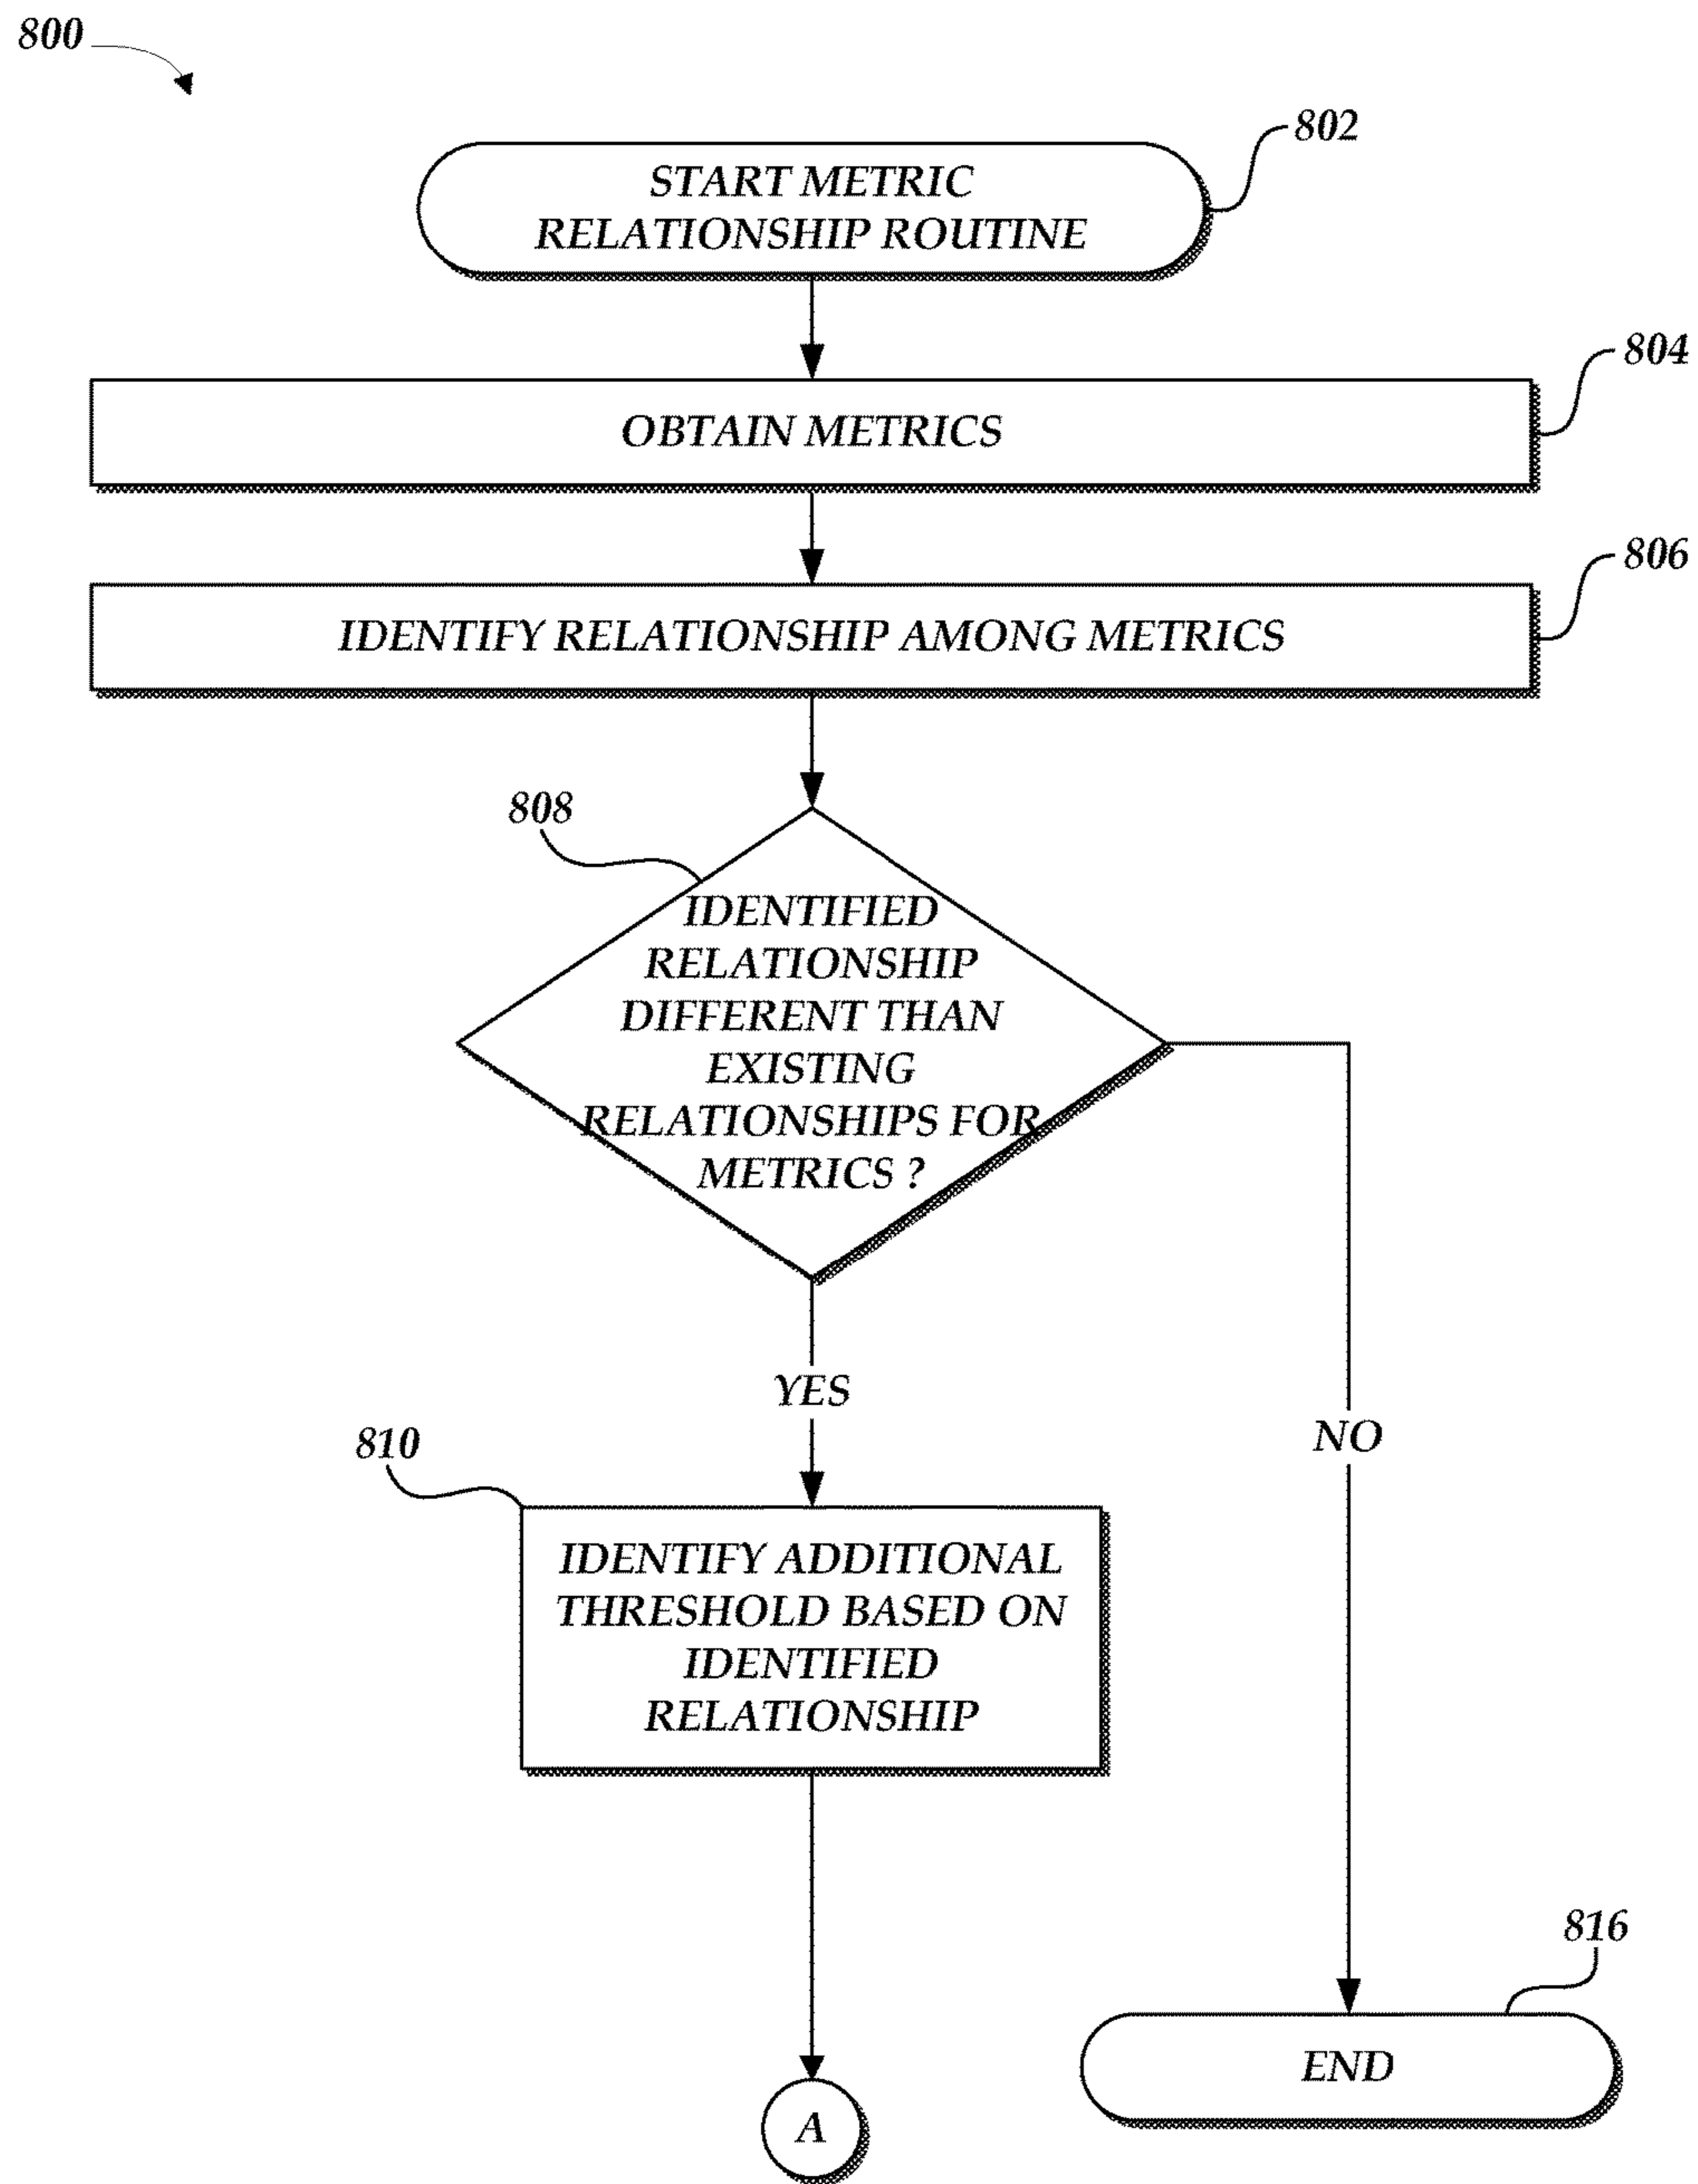 800
802
START METRIC
RELATIONSHIP ROUTINE
804
OBTAIN METRICS
806
IDENTIFY RELATIONSHIP AMONG METRICS
808
IDENTIFIED
RELATIONSHIP
DIFFERENT THAN
EXISTING
RELATIONSHIPS FOR
METRICS ?
YES
NO
810
IDENTIFY ADDITIONAL
THRESHOLD BASED ON
IDENTIFIED
RELATIONSHIP
816
END
A